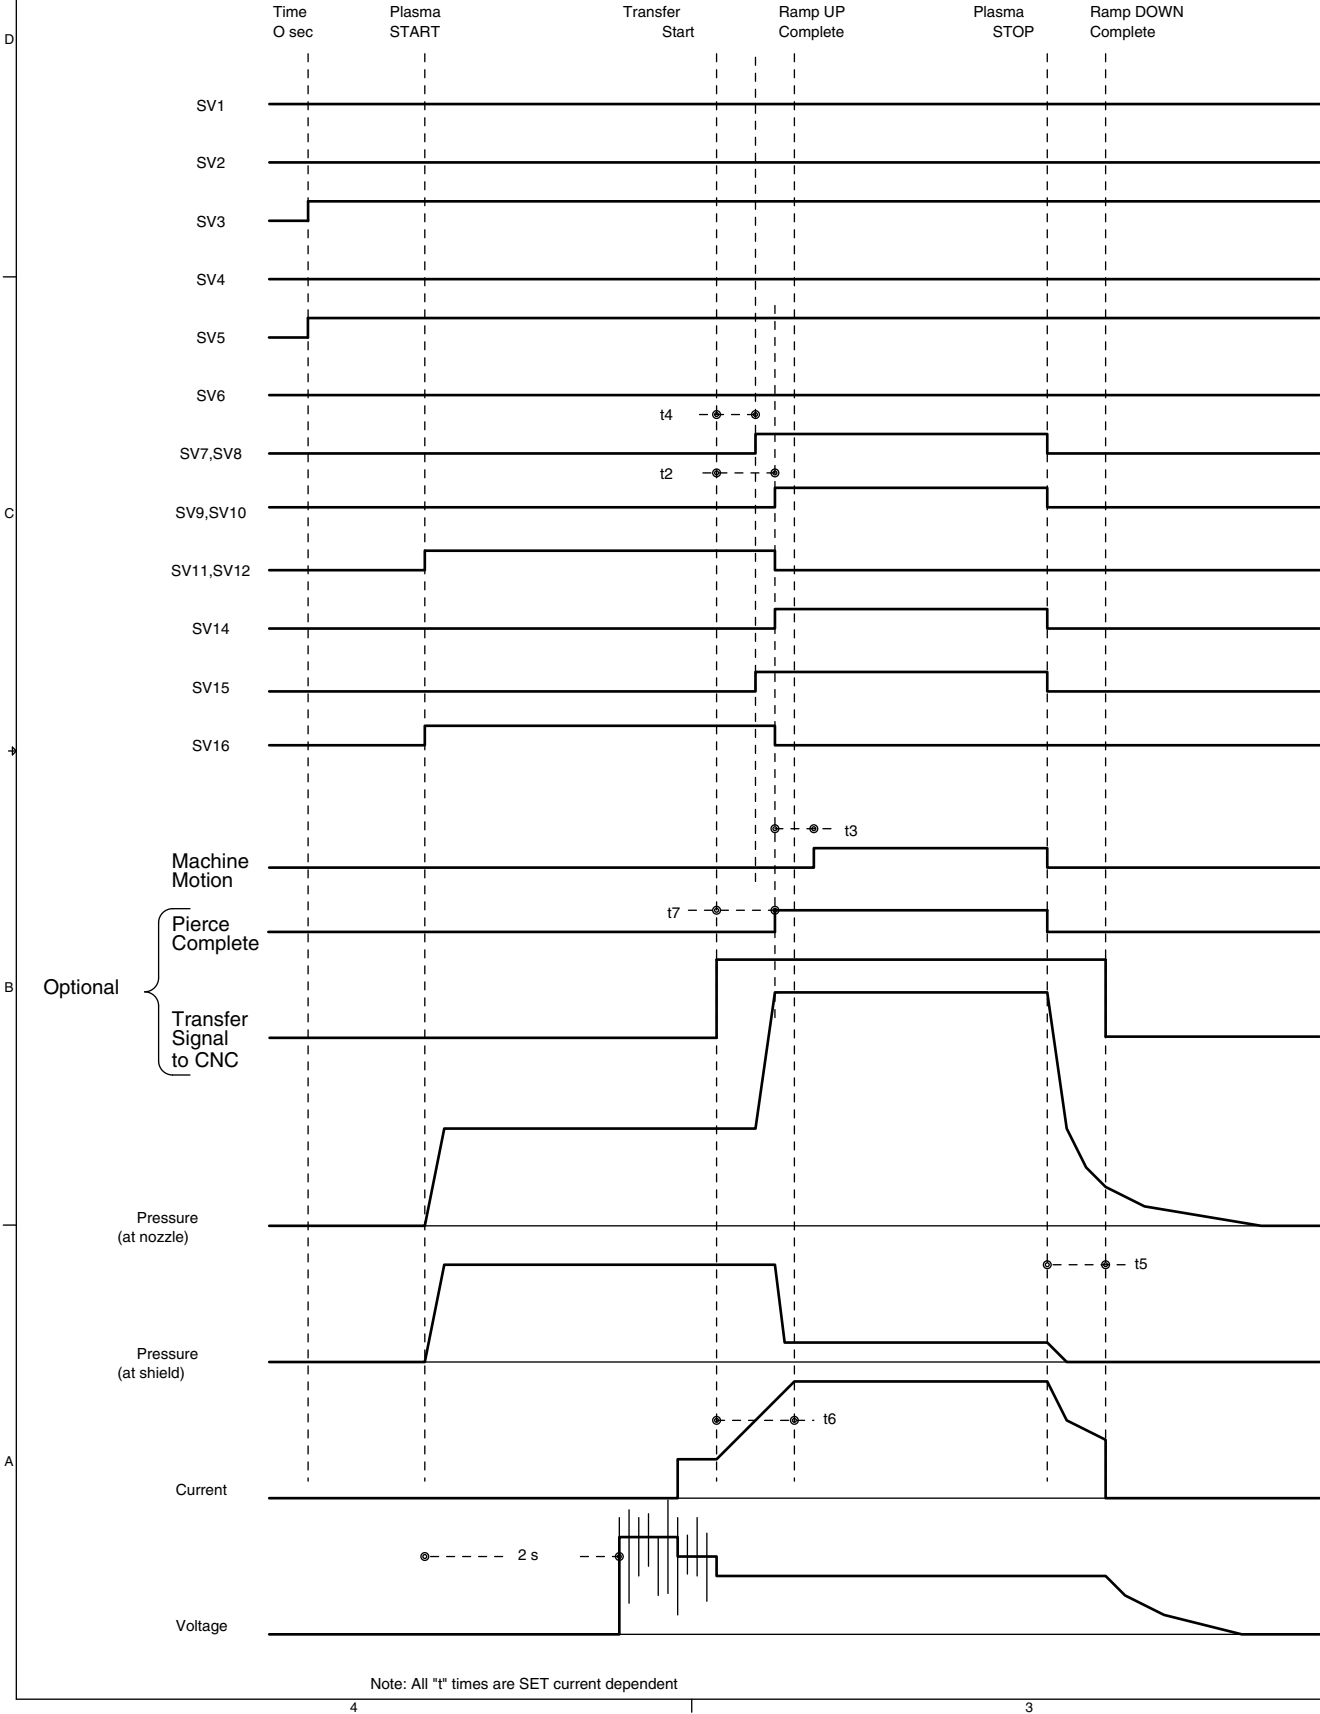 Time
O sec
Plasma
START
Transfer
Start
Ramp UP
Complete
Plasma
STOP
Ramp DOWN
Complete
D
SV1
SV2
SV3
SV4
SV5
SV6
t4
SV7,SV8
t2
C
SV9,SV10
SV11,SV12
SV14
SV15
SV16
t3
Machine
Motion
t7
Pierce
Complete
Optional
B
Transfer
Signal
to CNC
Pressure
(at nozzle)
t5
Pressure
(at shield)
t6
A
Current
2 s
Voltage
Note: All "t" times are SET current dependent
4
3